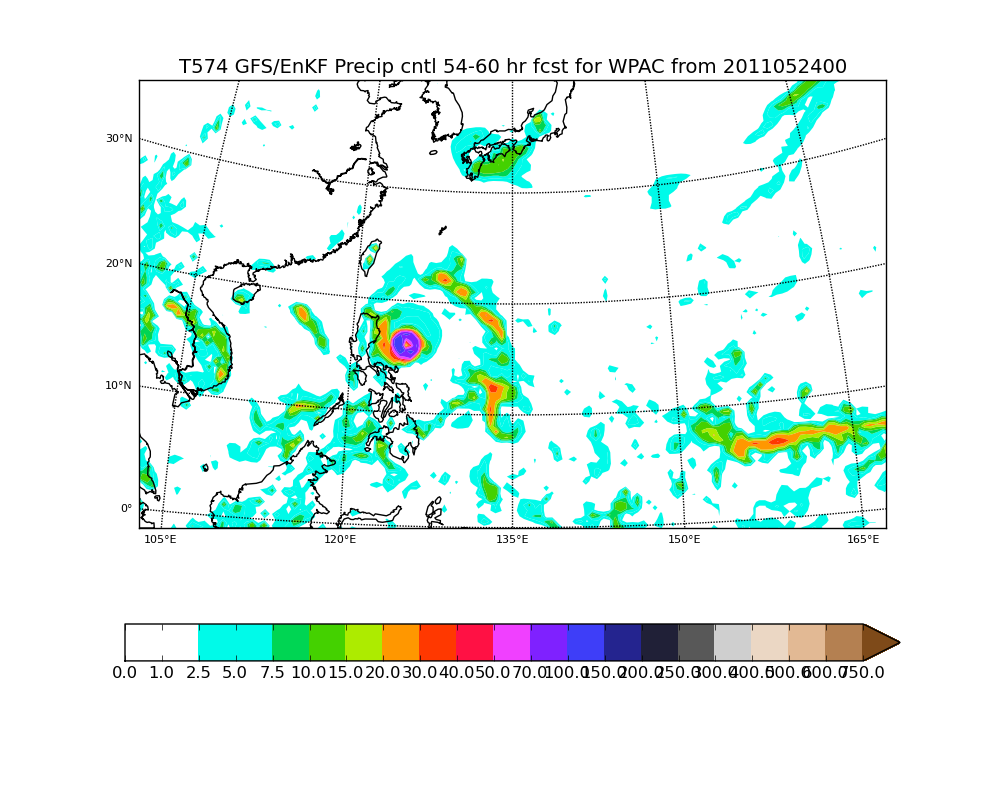 T574 GFS/EnKF Precip cntl 54-60 hr fcst for WPAC from 2011052400
30°N
20°N
10°N
0°
105°E 120°E 135°E 150°E 165°E
0.0 1.0 2.5 5.0 7.5 10.0 15.0 20.0 30.0 40.0 50.0 70.0 100.0 150.0 200.0 250.0 300.0 400.0 500.0 600.0 750.0